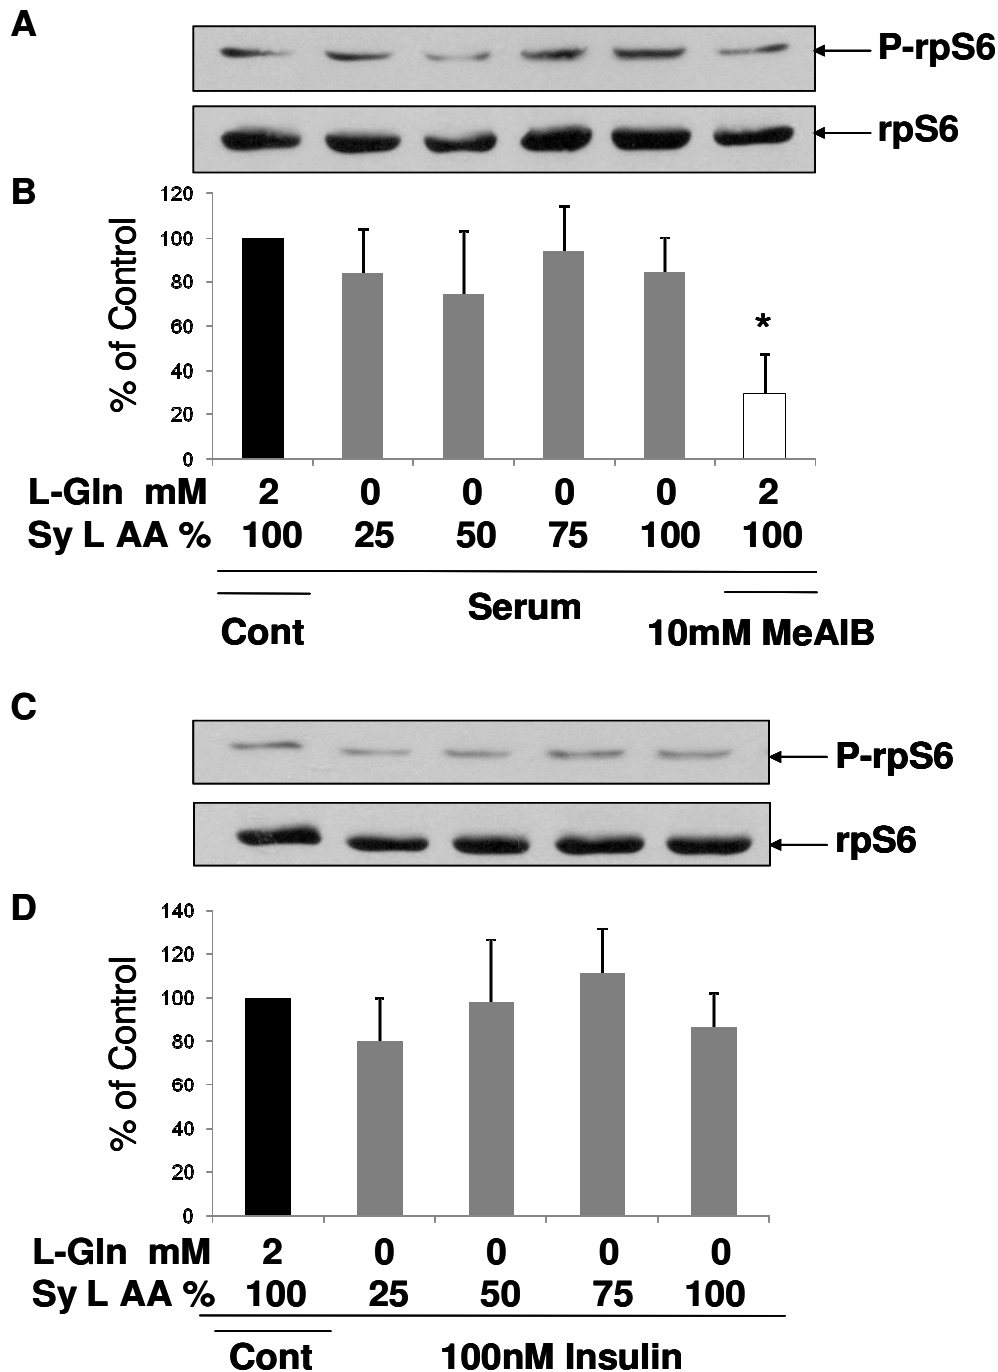 A
P-rpS6
rpS6
B
120
100
80
60
40
20
0
% of Control
*
L-Gln mM 2 0 0 0 0 2
Sy L AA % 100 25 50 75 100 100
Serum
Cont
10mM MeAIB
C
P-rpS6
rpS6
D
140
120
100
80
60
40
20
0
% of Control
L-Gln mM 2 0 0 0 0
Sy L AA % 100 25 50 75 100
Cont
100nM Insulin